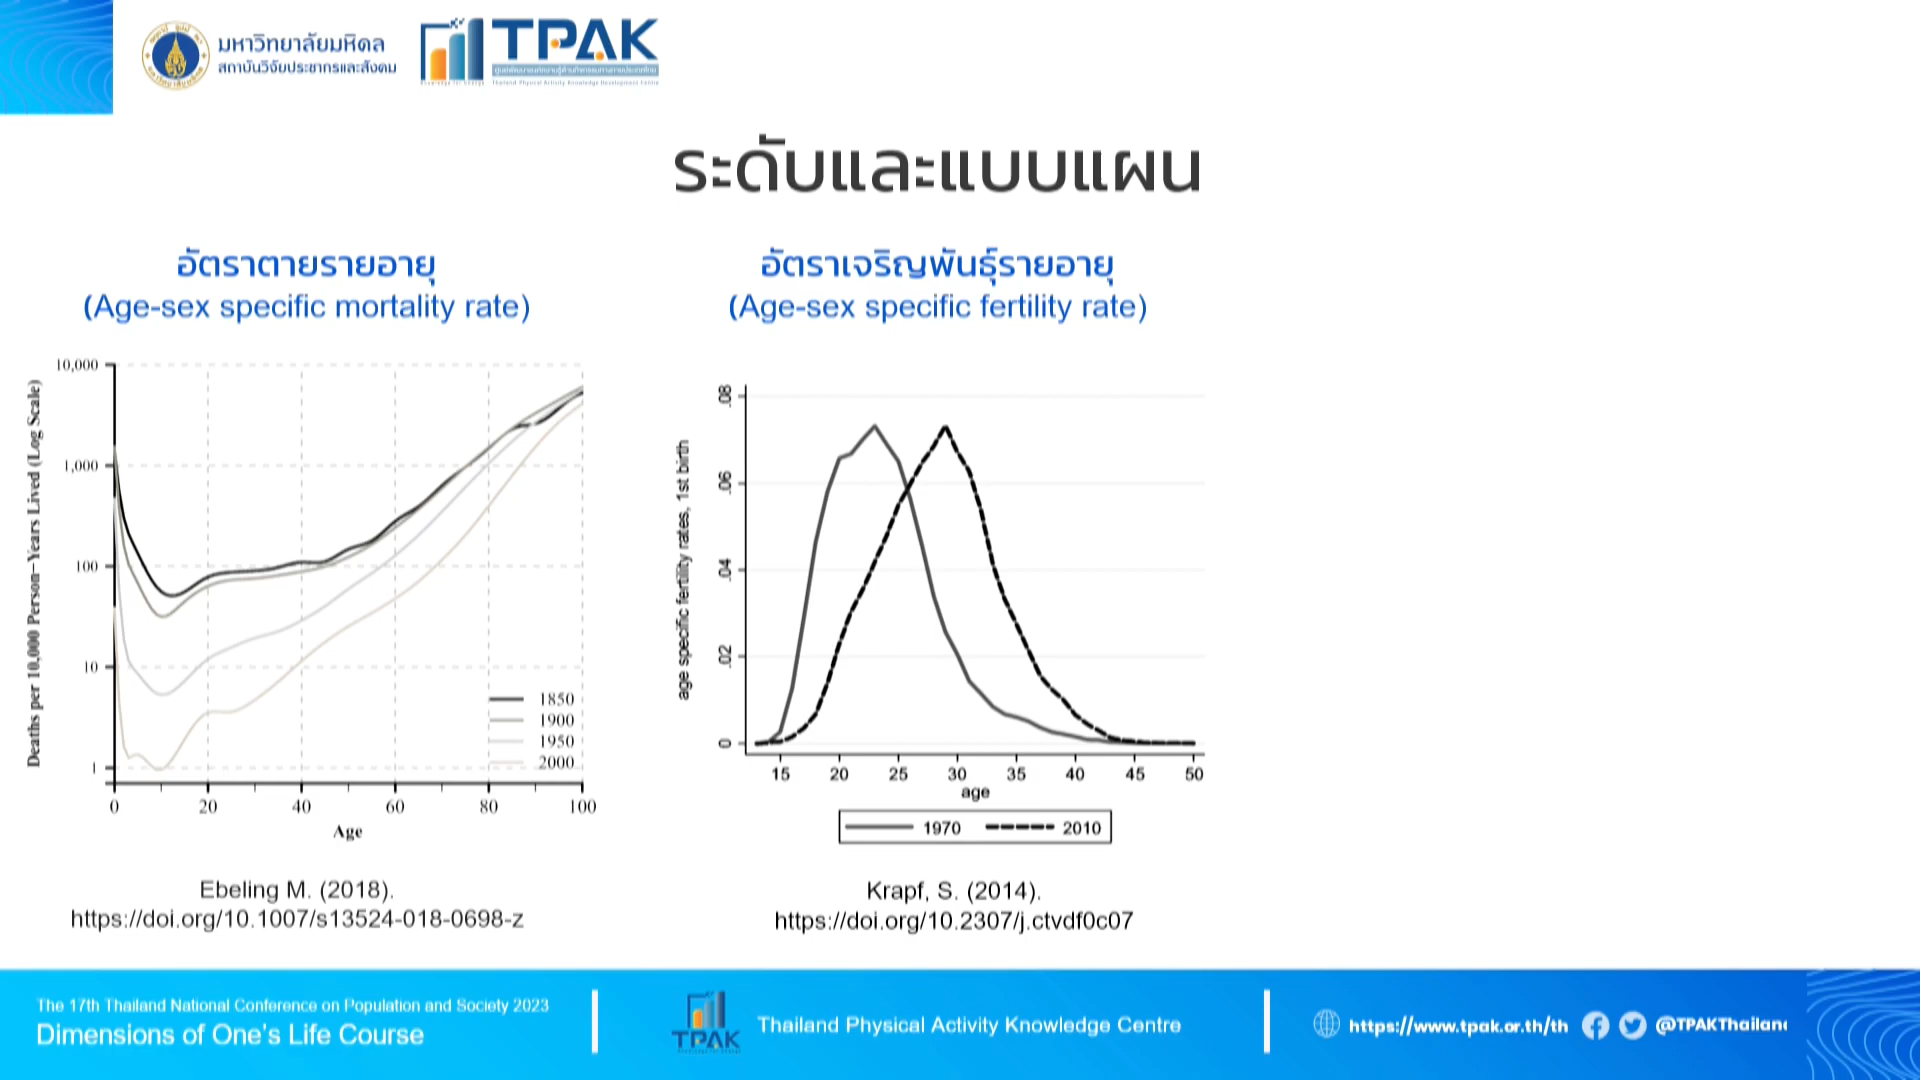 มหาวิทยาลัยมหิดล
สถาบันวิจัยประชากรและสังคม
TPAK
Thailand Physical Activity Knowledge Development Centre
ระดับและแบบแผน
อัตราตายรายอายุ
(Age-sex specific mortality rate)
อัตราเจริญพันธุ์รายอายุ
(Age-sex specific fertility rate)
Deaths per 10,000 Person-Years Lived (Log Scale)
10,000
1,000
100
10
1
1850
1900
1950
2000
0 20 40 60 80 100
Age
age specific fertility rates, 1st birth
.08
.06
.04
.02
0
15 20 25 30 35 40 45 50
age
1970 2010
Ebeling M. (2018).
https://doi.org/10.1007/s13524-018-0698-z
Krapf, S. (2014).
https://doi.org/10.2307/j.ctvdf0c07
The 17th Thailand National Conference on Population and Society 2023
Dimensions of One's Life Course
TPAK
Thailand Physical Activity Knowledge Centre
https://www.tpak.or.th/th
@TPAKThailan